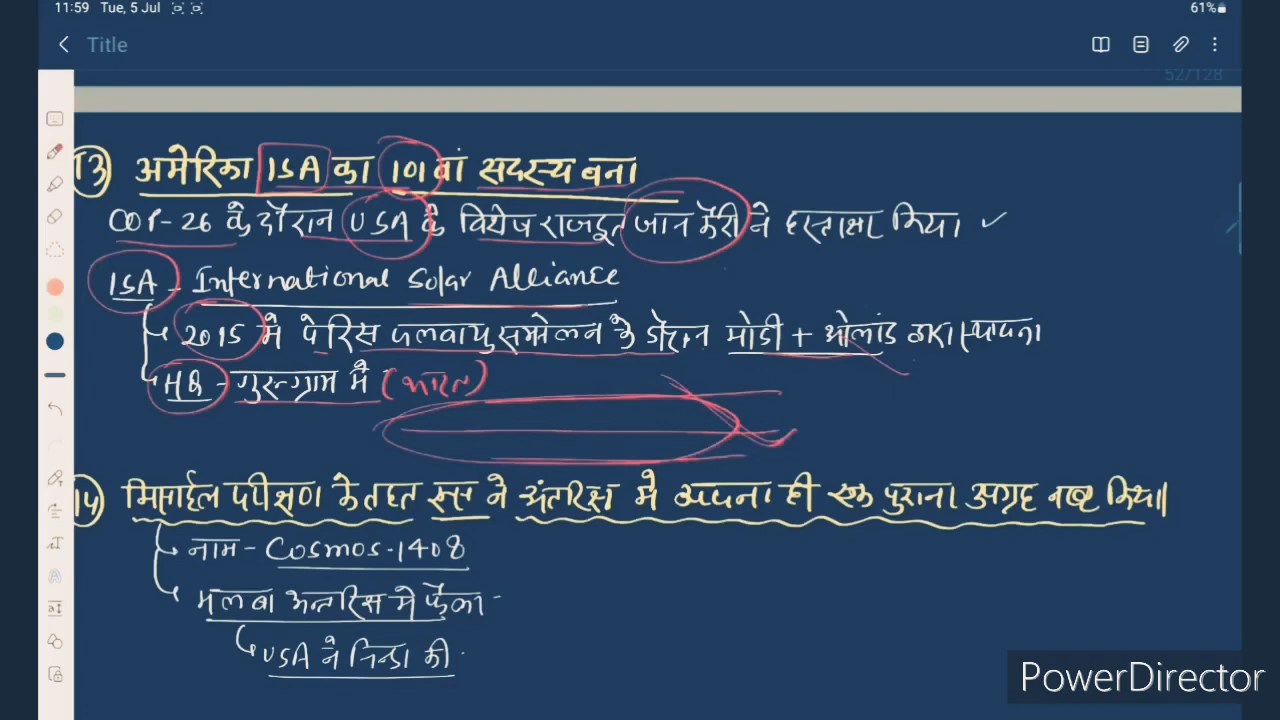 11:59 Tue, 5 Jul
61%
Title
52/128
13) अमेरिका ISA का 101 वां सदस्य बना
COP-26 के दौरान USA के विशेष राजदूत जान कैरी ने हस्ताक्षर किया ✓
ISA - International Solar Alliance
2015 मे पेरिस जलवायु सम्मेलन के दौरान मोडी + ओलांड द्वारा स्थापना
HQ - गुरुग्राम में (भारत)
14) मिसाईल परीक्षण के तहत रूस ने अंतरिक्ष में अपना ही एक पुराना उपग्रह नष्ट किया।
नाम - Cosmos-1408
मलबा अन्तरिक्ष मे फैला -
USA ने निन्दा की.
PowerDirector